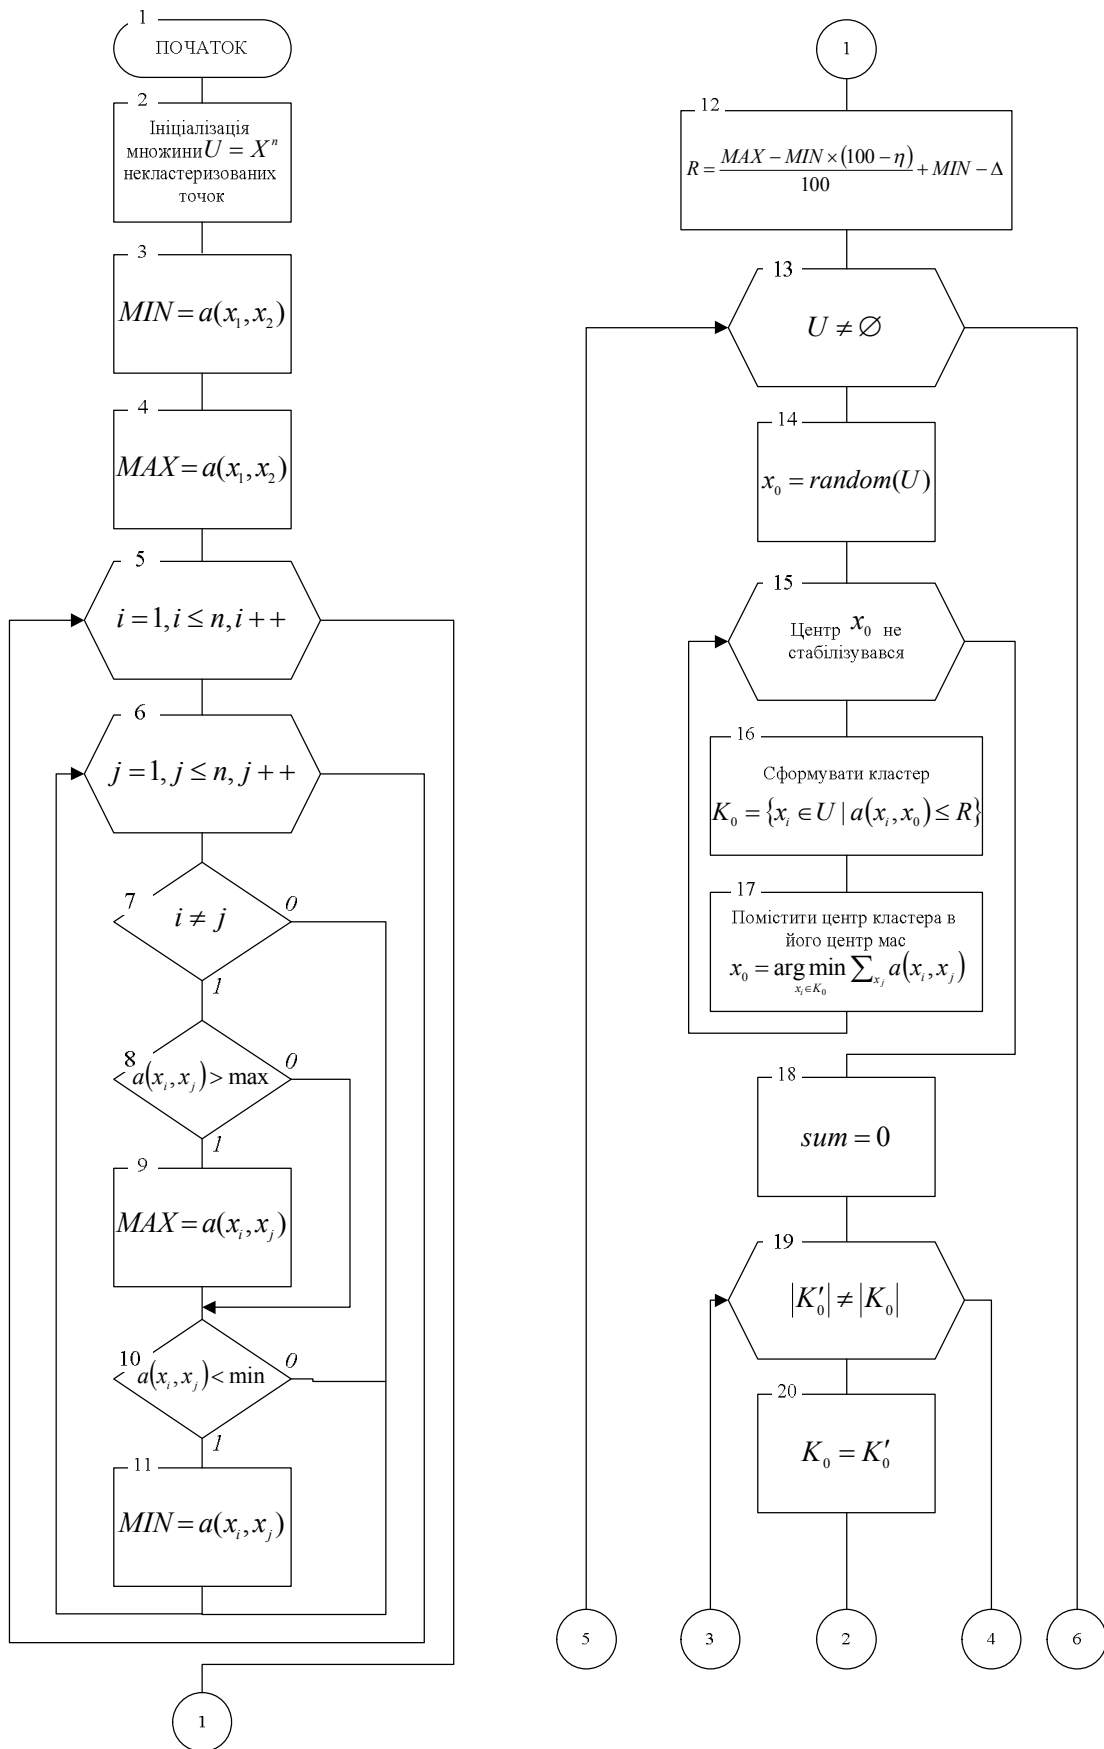 1
ПОЧАТОК
2
Ініціалізація
множини U = Xⁿ
некластеризованих
точок
3
MIN = a(x₁, x₂)
4
MAX = a(x₁, x₂)
5
i = 1, i ≤ n, i ++
6
j = 1, j ≤ n, j ++
7
i ≠ j
0
1
8
a(xᵢ, xⱼ) > max
0
1
9
MAX = a(xᵢ, xⱼ)
10
a(xᵢ, xⱼ) < min
0
1
11
MIN = a(xᵢ, xⱼ)
1
1
12
R = (MAX − MIN × (100 − η)) / 100 + MIN − Δ
13
U ≠ ∅
14
x₀ = random(U)
15
Центр x₀ не
стабілізувався
16
Сформувати кластер
K₀ = {xᵢ ∈ U | a(xᵢ, x₀) ≤ R}
17
Помістити центр кластера в
його центр мас
x₀ = arg min ∑ₓⱼ a(xᵢ, xⱼ)
xᵢ∈K₀
18
sum = 0
19
|K₀′| ≠ |K₀|
20
K₀ = K₀′
5
3
2
4
6